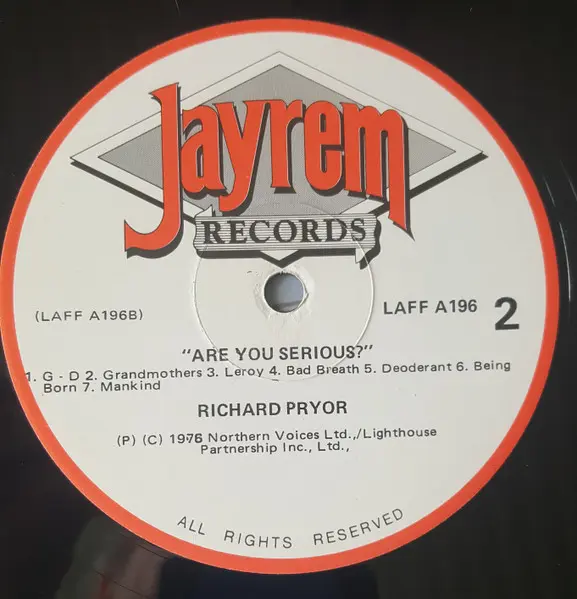 Jayrem
RECORDS
(LAFF A196B)
LAFF A196 2
"ARE YOU SERIOUS?"
1. G - D 2. Grandmothers 3. Leroy 4. Bad Breath 5. Deoderant 6. Being
Born 7. Mankind
RICHARD PRYOR
(P) (C) 1976 Northern Voices Ltd.,/Lighthouse
Partnership Inc., Ltd.,
ALL RIGHTS RESERVED